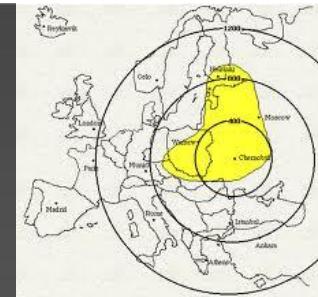 Reykjavik
1200
Helsinki
Oslo
800
Moscow
400
London
Warsaw
Chernobyl
Paris
Munich
Madrid
Rome
Istanbul
Ankara
Athens